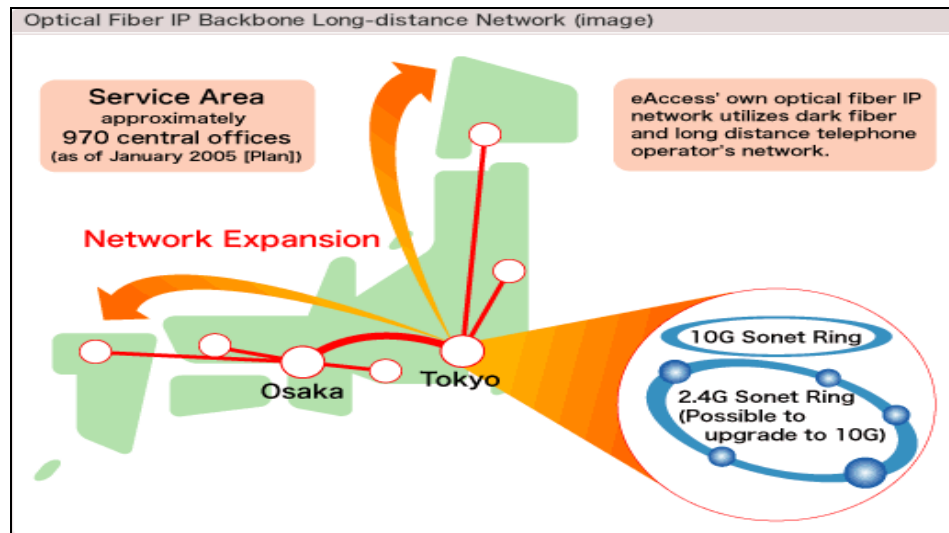 Optical Fiber IP Backbone Long-distance Network (image)
Service Area
approximately
970 central offices
(as of January 2005 [Plan])
eAccess' own optical fiber IP
network utilizes dark fiber
and long distance telephone
operator's network.
Network Expansion
Osaka
Tokyo
10G Sonet Ring
2.4G Sonet Ring
(Possible to
upgrade to 10G)